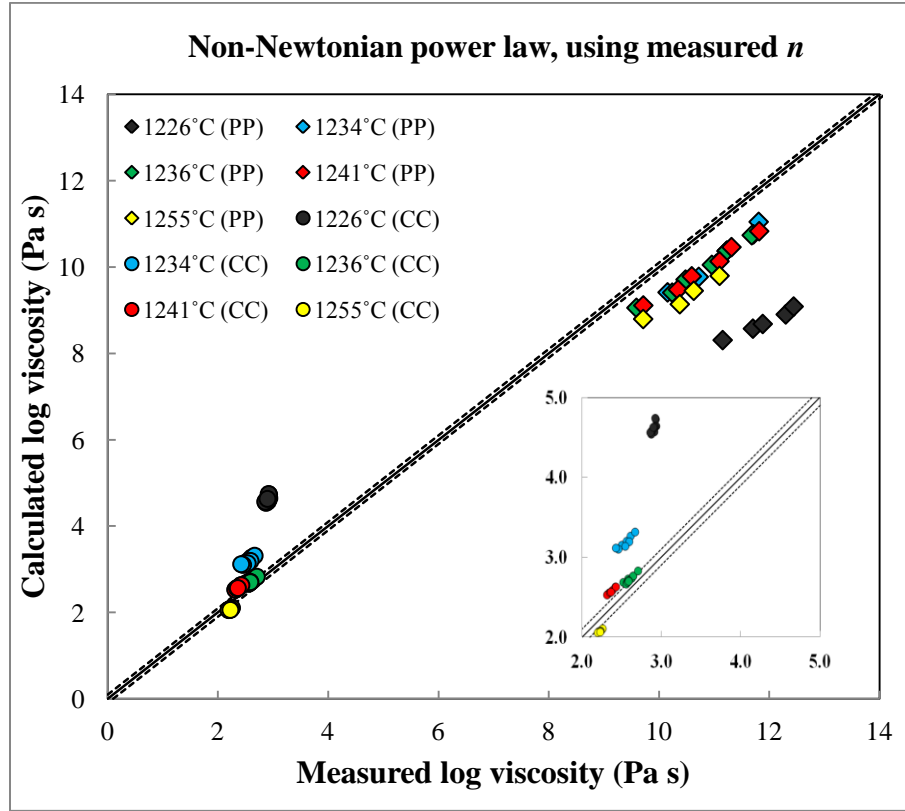 Non-Newtonian power law, using measured n
14
12
10
8
6
4
2
0
Calculated log viscosity (Pa s)
1226˚C (PP) 1234˚C (PP)
1236˚C (PP) 1241˚C (PP)
1255˚C (PP) 1226˚C (CC)
1234˚C (CC) 1236˚C (CC)
1241˚C (CC) 1255˚C (CC)
5.0
4.0
3.0
2.0
2.0 3.0 4.0 5.0
0 2 4 6 8 10 12 14
Measured log viscosity (Pa s)